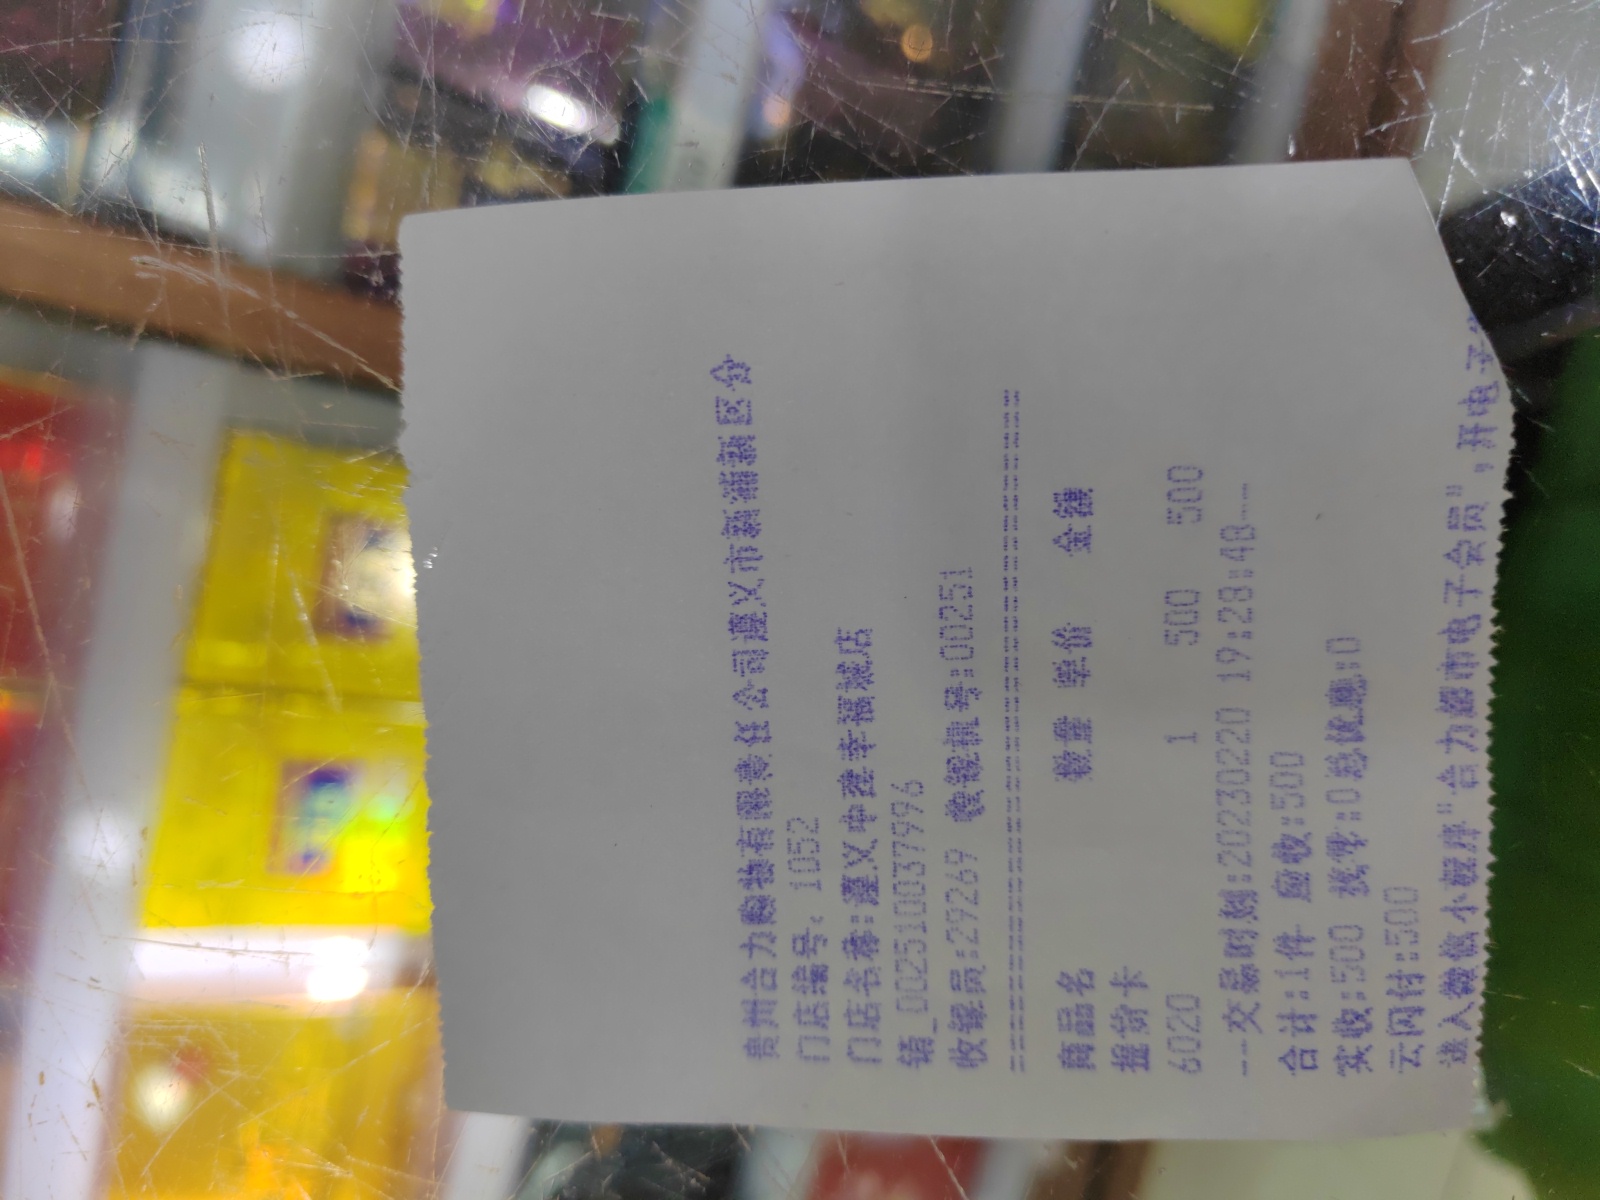 贵州合力购物有限责任公司遵义市新蒲新区分
门店编号: 1052
门店名称:遵义中建幸福城店
销_0025100037996
收银员:29269 收银机号:00251
商品名 数量 单价 金额
提货卡
6020 1 500 500
--交易时刻:20230220 19:28:48--
合计:1件 应收:500
实收:500 找零:0总优惠:0
云闪付:500
进入微信小程序"合力超市电子会员",开电子